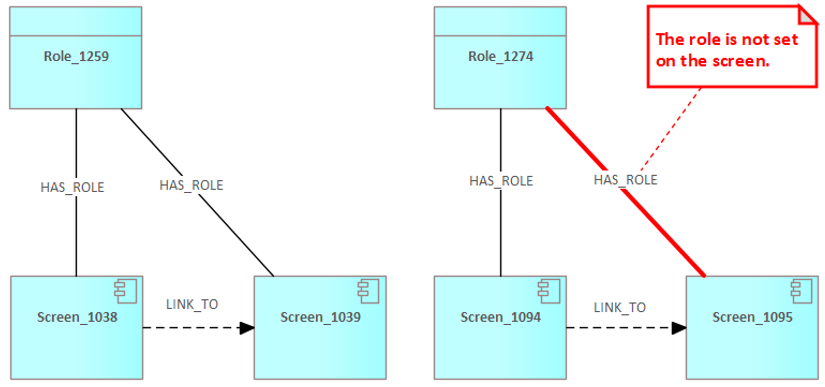 Role_1259
HAS_ROLE
HAS_ROLE
Screen_1038
LINK_TO
Screen_1039
Role_1274
The role is not set
on the screen.
HAS_ROLE
HAS_ROLE
Screen_1094
LINK_TO
Screen_1095